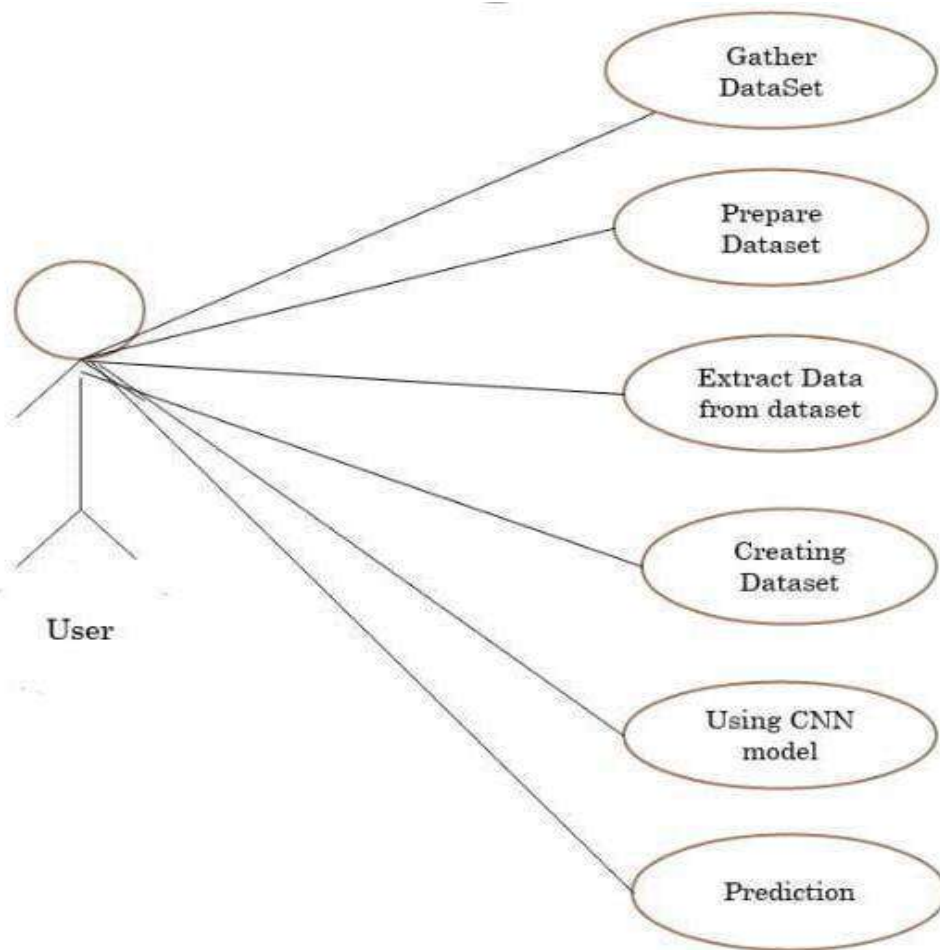 Gather
DataSet
Prepare
Dataset
Extract Data
from dataset
Creating
Dataset
User
Using CNN
model
Prediction